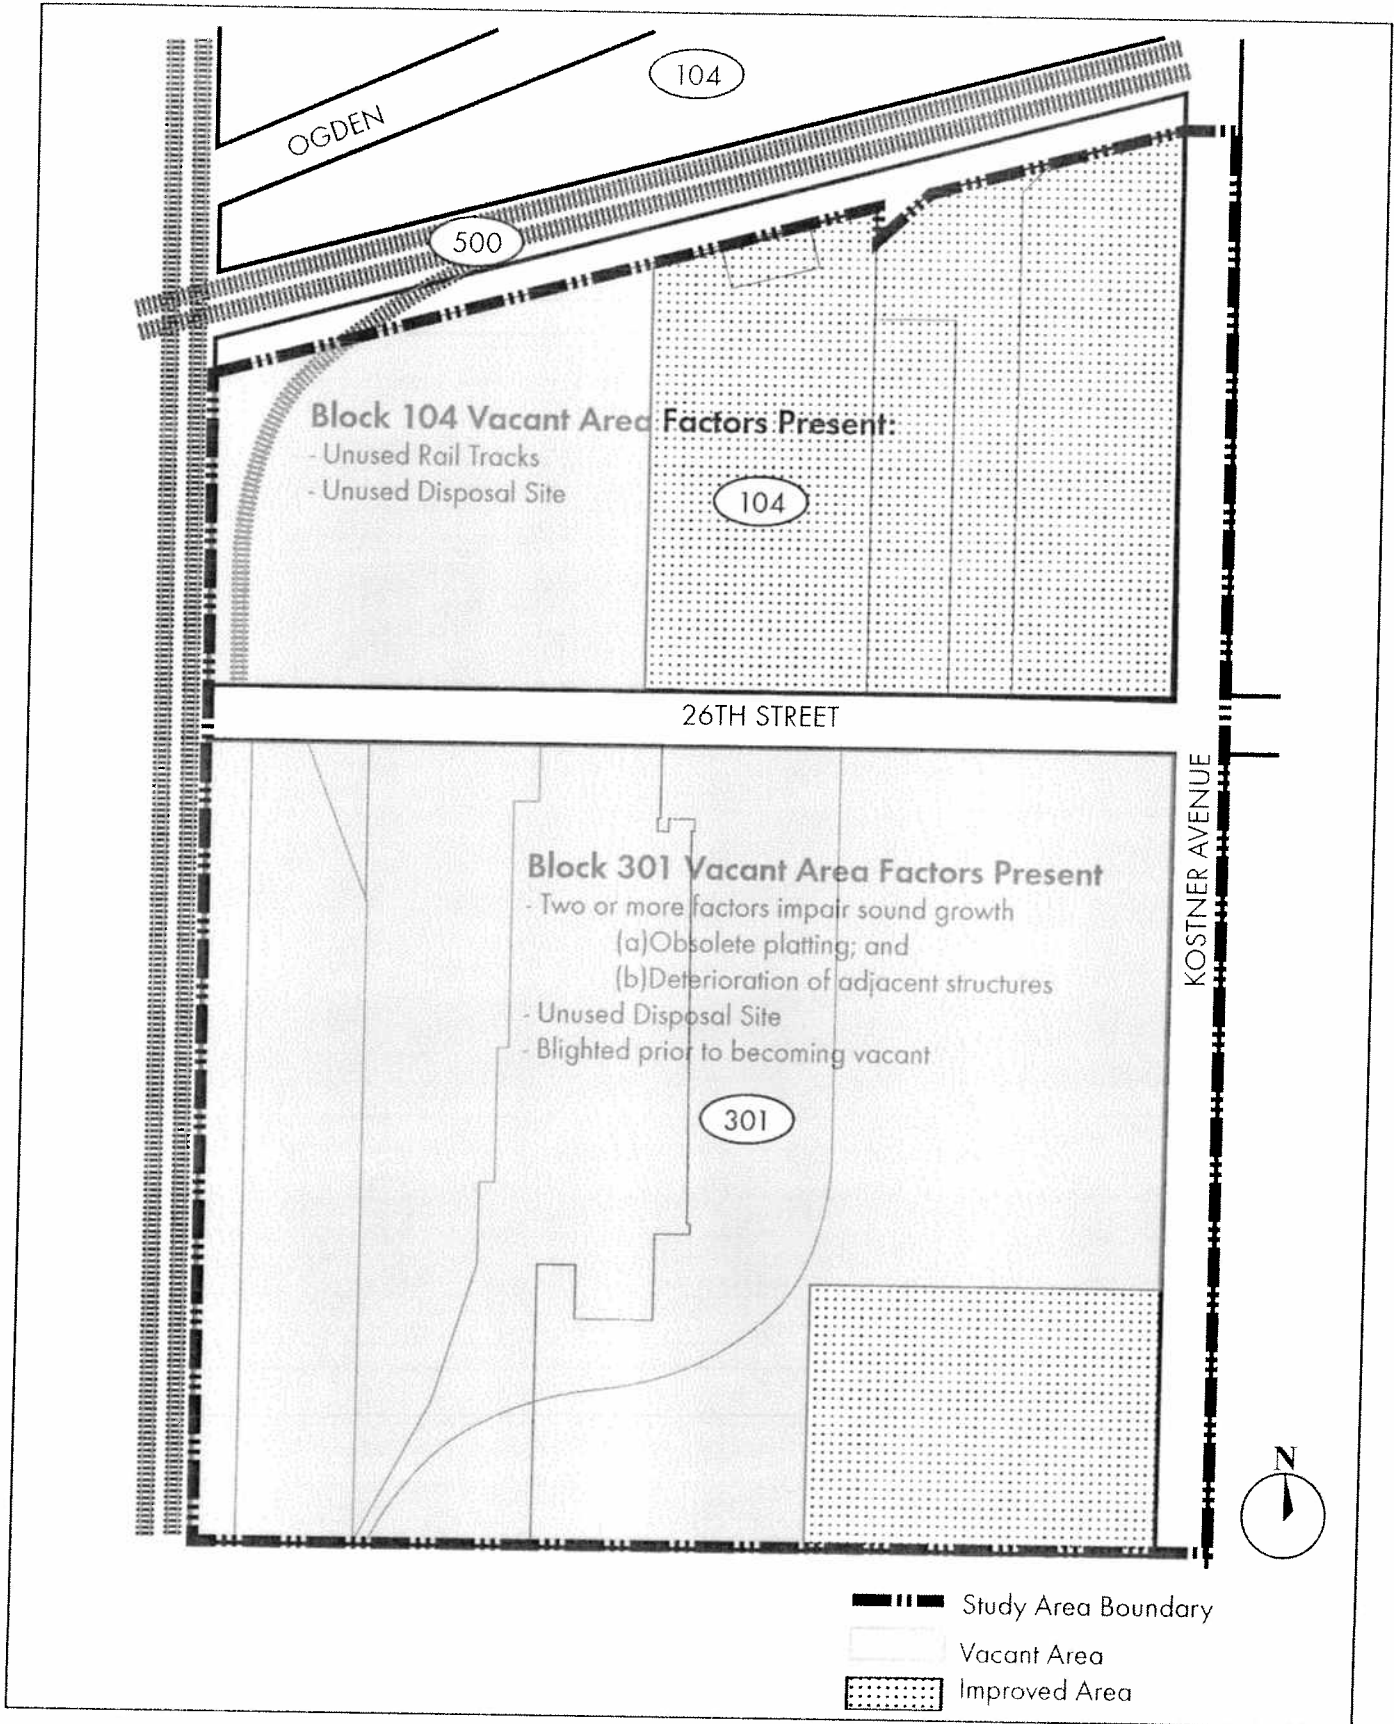 104
OGDEN
500
Block 104 Vacant Area Factors Present:
- Unused Rail Tracks
- Unused Disposal Site
104
26TH STREET
KOSTNER AVENUE
Block 301 Vacant Area Factors Present
- Two or more factors impair sound growth
(a)Obsolete platting; and
(b)Deterioration of adjacent structures
- Unused Disposal Site
- Blighted prior to becoming vacant
301
N
Study Area Boundary
Vacant Area
Improved Area